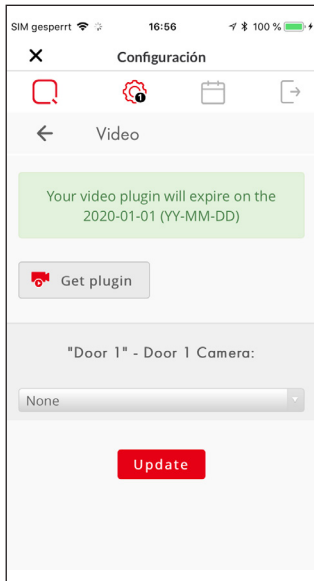 SIM gesperrt 16:56 100 %
Configuración
1
Video
Your video plugin will expire on the
2020-01-01 (YY-MM-DD)
Get plugin
"Door 1" - Door 1 Camera:
None
Update